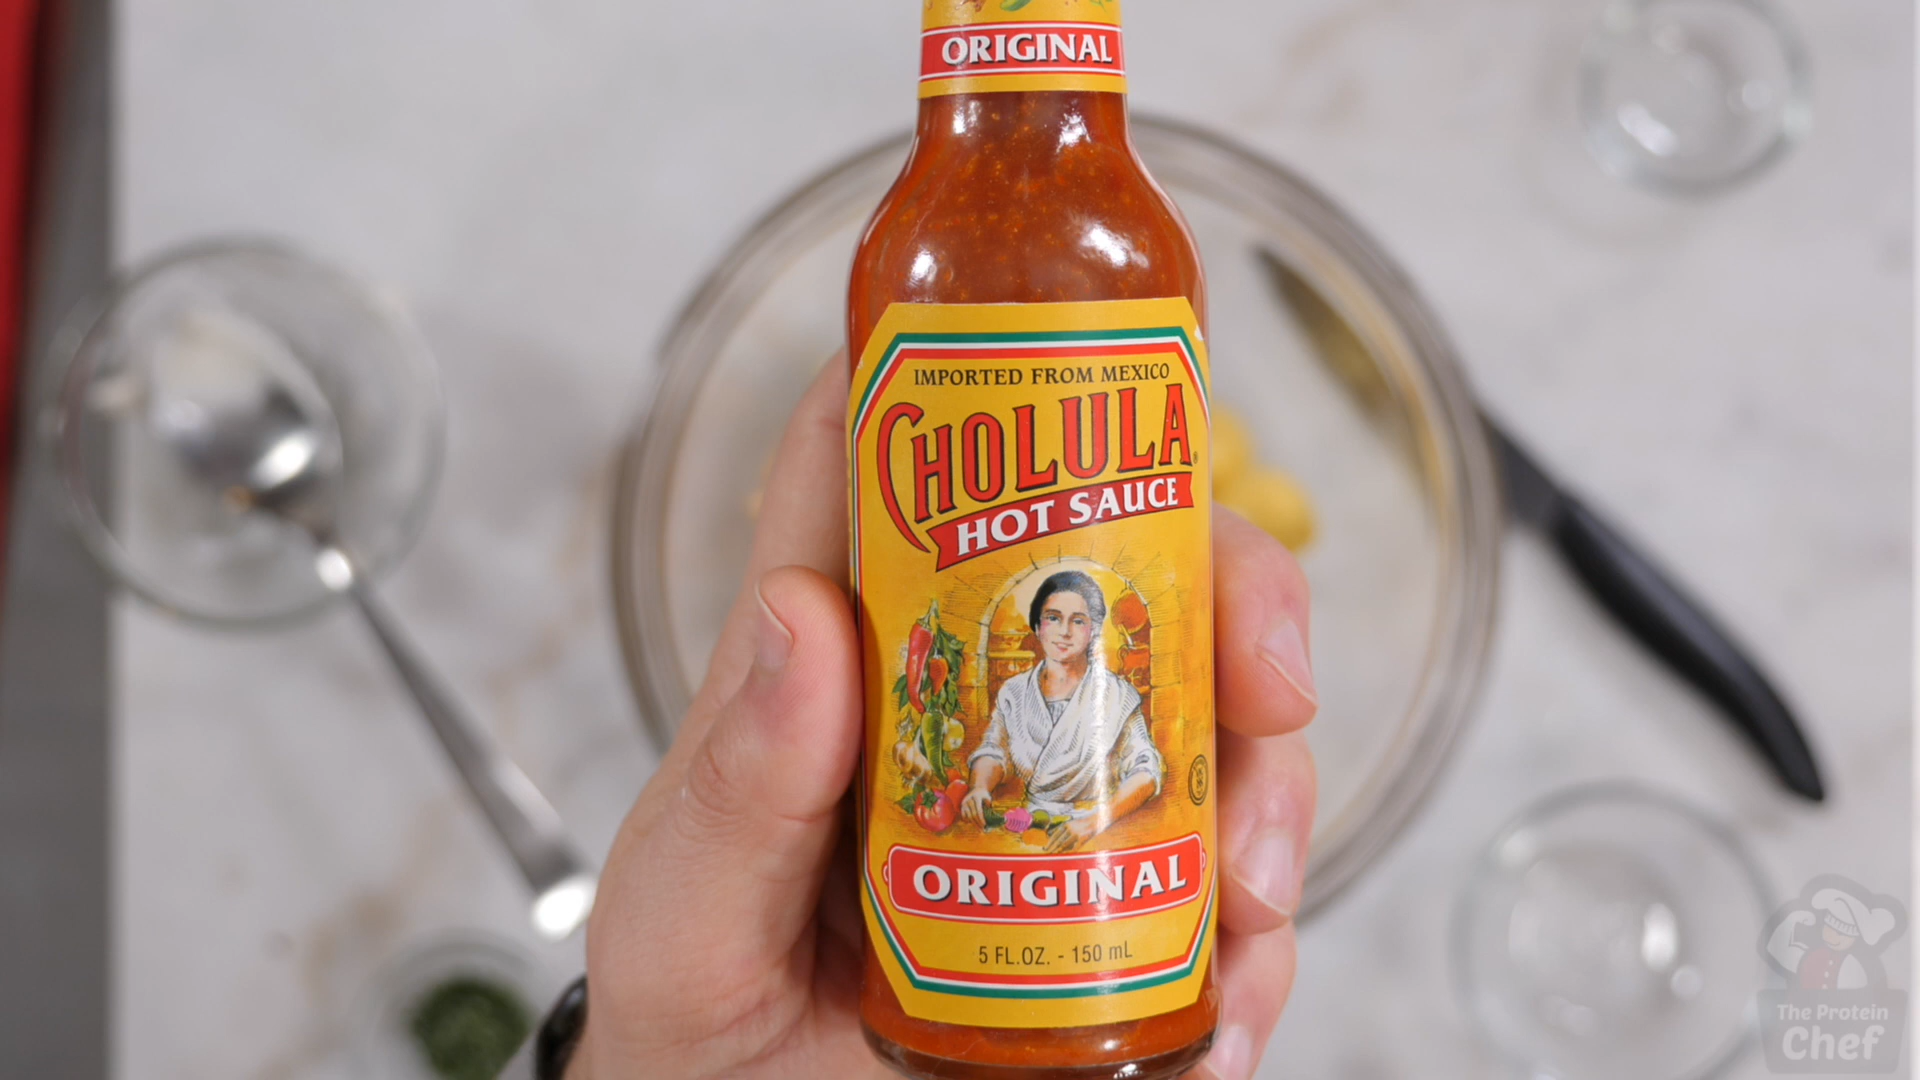 ORIGINAL
IMPORTED FROM MEXICO
CHOLULA®
HOT SAUCE
ORIGINAL
5 FL.OZ. - 150 mL
The Protein
Chef